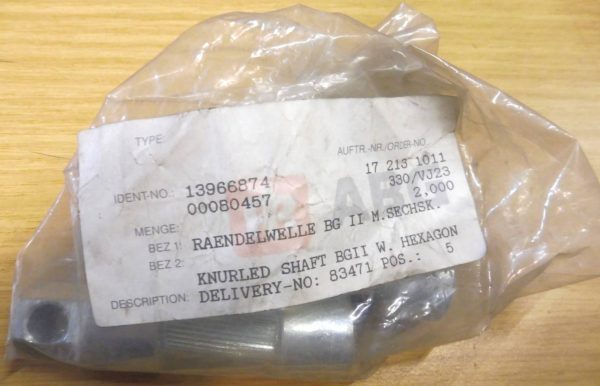 TYPE:
AUFTR.-NR./ORDER-NO.
IDENT-NO.: 13966874 17 213 1011
00080457 330/VJ23
MENGE: 2,000
BEZ 1: RAENDELWELLE BG II M.SECHSK.
BEZ 2:
KNURLED SHAFT BGII W. HEXAGON
DESCRIPTION: DELIVERY-NO: 83471 POS.: 5